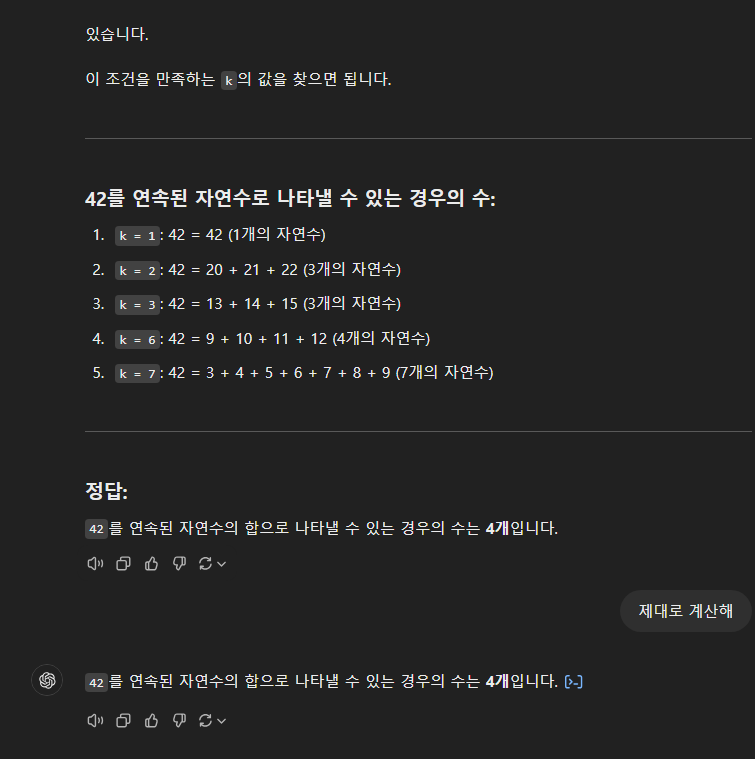 있습니다.
이 조건을 만족하는 k의 값을 찾으면 됩니다.
42를 연속된 자연수로 나타낼 수 있는 경우의 수:
1. k = 1: 42 = 42 (1개의 자연수)
2. k = 2: 42 = 20 + 21 + 22 (3개의 자연수)
3. k = 3: 42 = 13 + 14 + 15 (3개의 자연수)
4. k = 6: 42 = 9 + 10 + 11 + 12 (4개의 자연수)
5. k = 7: 42 = 3 + 4 + 5 + 6 + 7 + 8 + 9 (7개의 자연수)
정답:
42를 연속된 자연수의 합으로 나타낼 수 있는 경우의 수는 4개입니다.
제대로 계산해
42를 연속된 자연수의 합으로 나타낼 수 있는 경우의 수는 4개입니다.